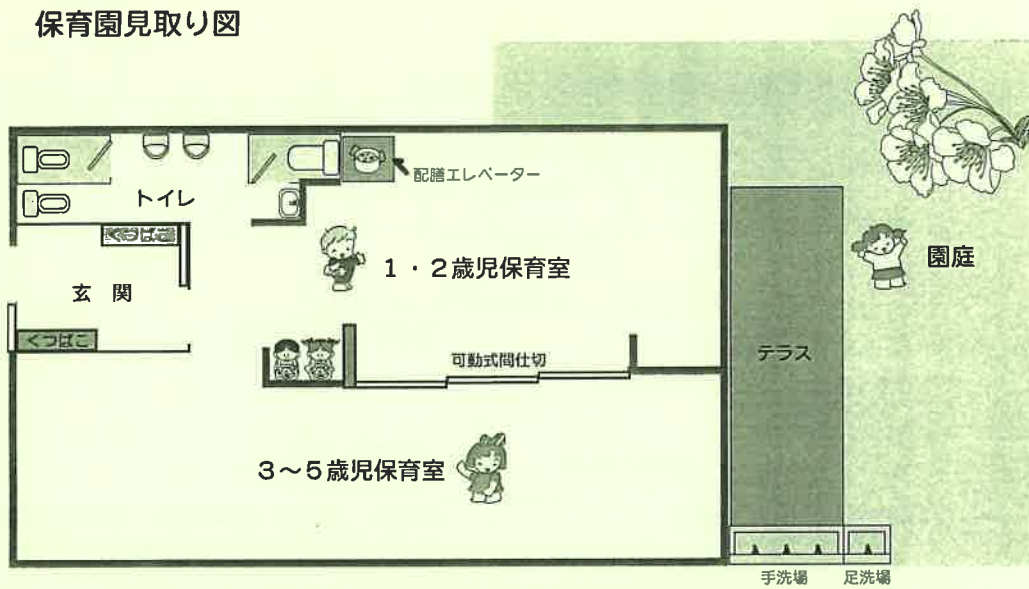 保育園見取り図
配膳エレベーター
トイレ
くつばこ
1・2歳児保育室
園庭
玄 関
くつばこ
可動式間仕切
テラス
3～5歳児保育室
手洗場
足洗場